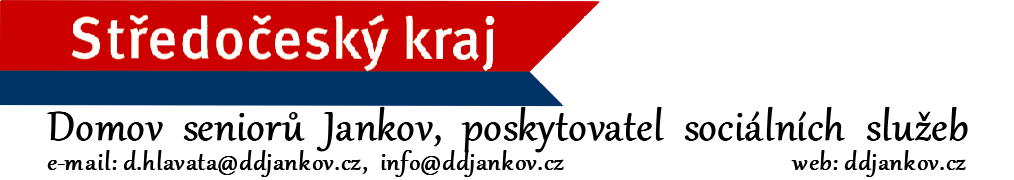 Středočeský kraj
Domov seniorů Jankov, poskytovatel sociálních služeb
e-mail: d.hlavata@ddjankov.cz, info@ddjankov.cz web: ddjankov.cz